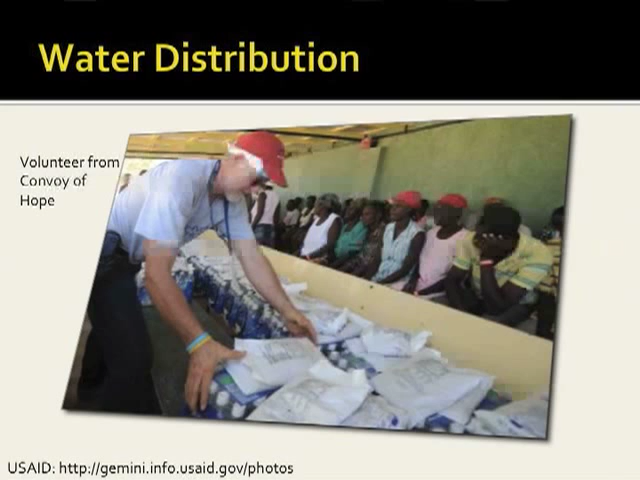 Water Distribution
Volunteer from
Convoy of
Hope
USAID: http://gemini.info.usaid.gov/photos